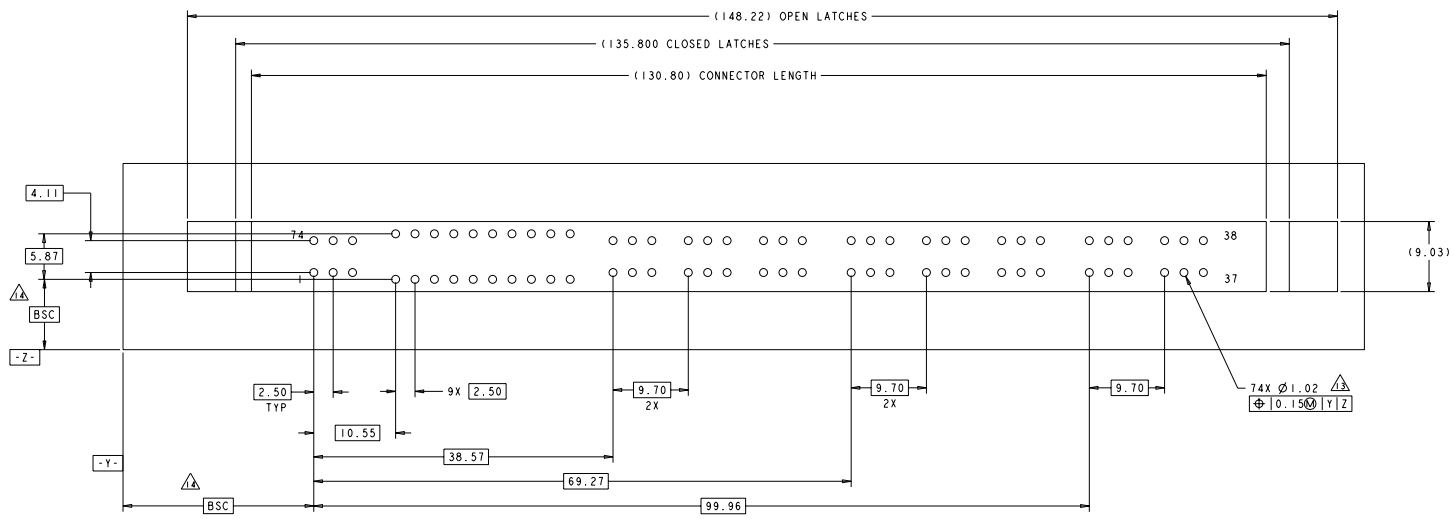 (148.22) OPEN LATCHES
(135.800 CLOSED LATCHES
(130.80) CONNECTOR LENGTH
4.11
74
38
5.87
(9.03)
1
37
14
BSC
-Z-
2.50
TYP
9X 2.50
9.70
2X
9.70
2X
9.70
74X Ø1.02 13
⌖ 0.15Ⓜ Y Z
10.55
38.57
-Y-
69.27
14
BSC
99.96